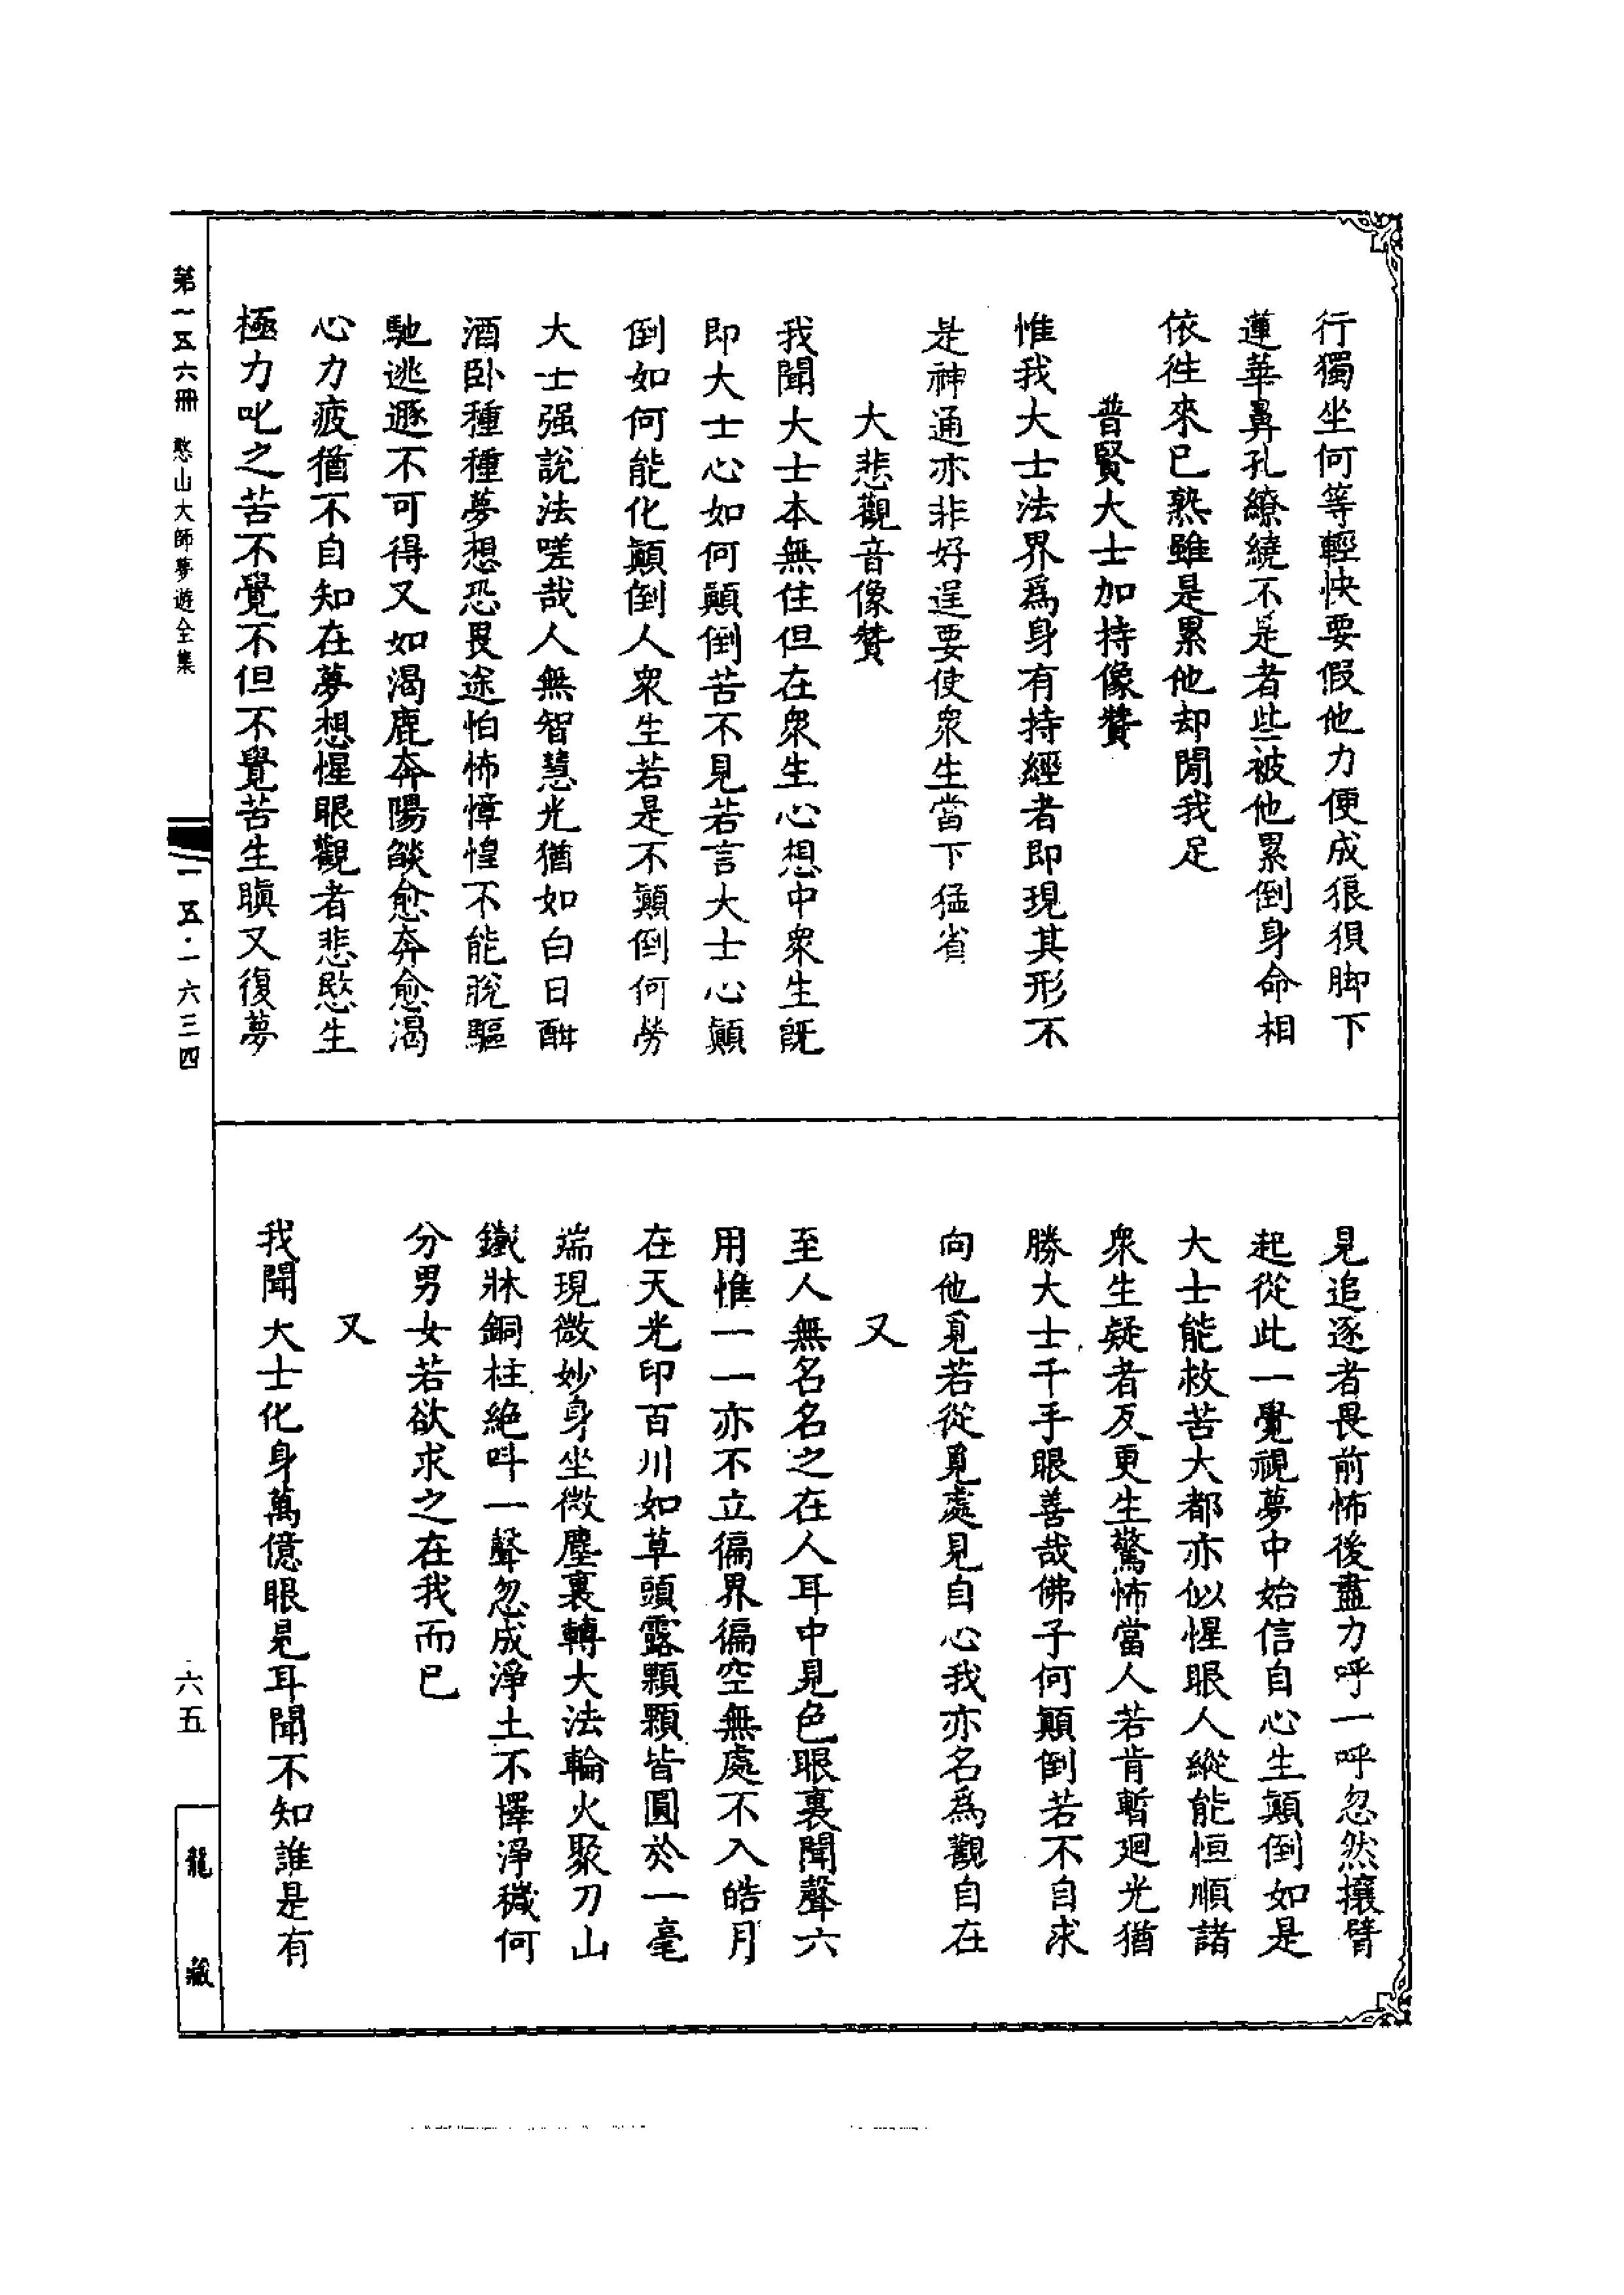 行獨坐何等輕快要假他力便成狼狽脚下
蓮華鼻孔繚繞不是者些被他累倒身命相
依徃來已熟雖是累他却閒我足
普賢大士加持像贊
惟我大士法界爲身有持經者即現其形不
是神通亦非好逞要使衆生當下猛省
大悲觀音像贊
我聞大士本無住但在衆生心想中衆生既
即大士心如何顚倒苦不見若言大士心顚
倒如何能化顚倒人衆生若是不顚倒何勞
大士强說法嗟哉人無智慧光猶如白日酣
酒卧種種夢想恐畏途怕怖慞惶不能脫驅
馳逃遯不可得又如渴鹿奔陽燄愈奔愈渴
心力疲猶不自知在夢想惺眼觀者悲愍生
極力叱之苦不覺不但不覺苦生瞋又復夢
見追逐者畏前怖後盡力呼一呼忽然攘臂
起從此一覺視夢中始信自心生顚倒如是
大士能救苦大都亦似惺眼人縱能恒順諸
衆生疑者反更生驚怖當人若肯暫迴光猶
勝大士千手眼善哉佛子何顚倒若不自求
向他覓若從覓處見自心我亦名爲觀自在
又
至人無名名之在人耳中見色眼裏聞聲六
用惟一一亦不立徧界徧空無處不入皓月
在天光印百川如草頭露顆顆皆圓於一毫
端現微妙身坐微塵裏轉大法輪火聚刀山
鐵牀銅柱絕呌一聲忽成淨土不擇淨穢何
分男女若欲求之在我而已
又
我聞大士化身萬億眼見耳聞不知誰是有
第一五六冊 憨山大師夢遊全集
一五·一六三四
六五
龍藏